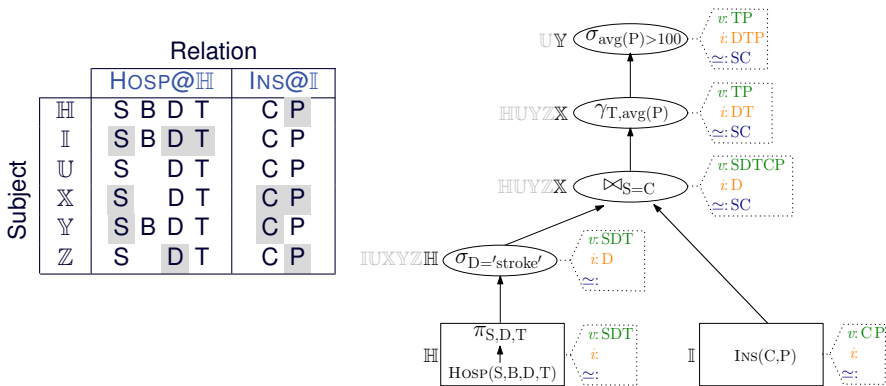 Relation
HOSP@ℍ INS@𝕀
Subject
ℍ S B D T C P
𝕀 S B D T C P
𝕌 S D T C P
𝕏 S D T C P
𝕐 S B D T C P
ℤ S D T C P
𝕌𝕐 σavg(P)>100
v: TP
i: DTP
≃: SC
ℍ𝕌𝕐ℤ𝕏 γT,avg(P)
v: TP
i: DT
≃: SC
ℍ𝕌𝕐ℤ𝕏 ⋈S=C
v: SDTCP
i: D
≃: SC
𝕀𝕌𝕏𝕐ℤℍ σD='stroke'
v: SDT
i: D
≃:
ℍ
πS,D,T
HOSP(S,B,D,T)
v: SDT
i:
≃:
𝕀 INS(C,P)
v: CP
i:
≃: